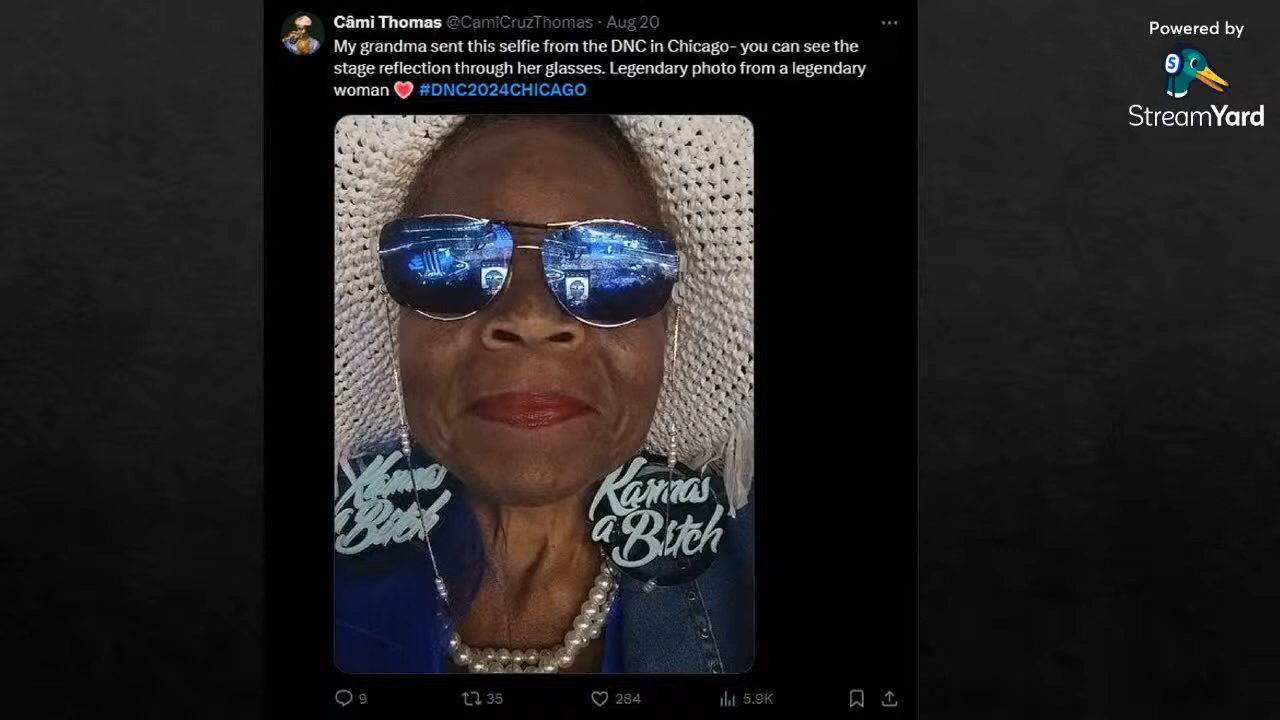 Câmi Thomas @CamiCruzThomas · Aug 20
My grandma sent this selfie from the DNC in Chicago- you can see the
stage reflection through her glasses. Legendary photo from a legendary
woman ❤️ #DNC2024CHICAGO
Karma's
a Bitch
Karma's
a Bitch
9
35
284
5.9K
Powered by
S
StreamYard